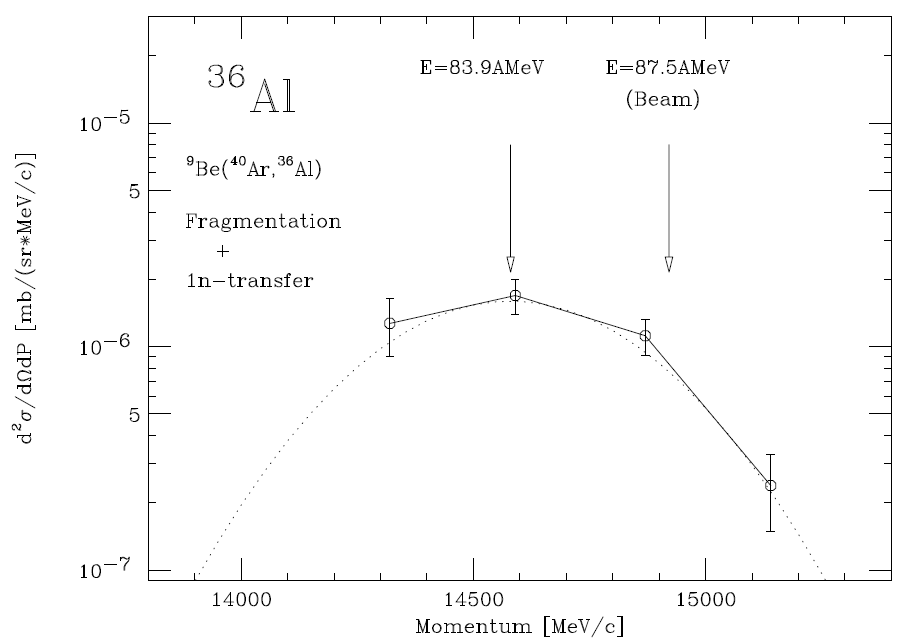 ³⁶Al
E=83.9AMeV
E=87.5AMeV
(Beam)
⁹Be(⁴⁰Ar,³⁶Al)
Fragmentation
+
1n-transfer
d²σ/dΩdP [mb/(sr*MeV/c)]
10⁻⁵
5
10⁻⁶
5
10⁻⁷
14000
14500
15000
Momentum [MeV/c]